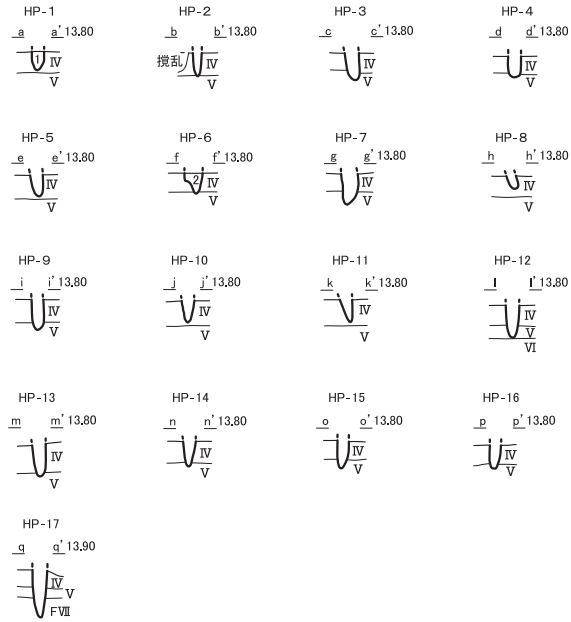 HP-1 HP-2 HP-3 HP-4
a a' 13.80 b b' 13.80 c c' 13.80 d d' 13.80
1 Ⅳ 撹乱 Ⅳ Ⅳ Ⅳ
Ⅴ Ⅴ Ⅴ Ⅴ
HP-5 HP-6 HP-7 HP-8
e e' 13.80 f f' 13.80 g g' 13.80 h h' 13.80
Ⅳ 2 Ⅳ Ⅳ Ⅳ
Ⅴ Ⅴ Ⅴ Ⅴ
HP-9 HP-10 HP-11 HP-12
i i' 13.80 j j' 13.80 k k' 13.80 l l' 13.80
Ⅳ Ⅳ Ⅳ Ⅳ
Ⅴ Ⅴ Ⅴ Ⅴ
Ⅵ
HP-13 HP-14 HP-15 HP-16
m m' 13.80 n n' 13.80 o o' 13.80 p p' 13.80
Ⅳ Ⅳ Ⅳ Ⅳ
Ⅴ Ⅴ Ⅴ Ⅴ
HP-17
q q' 13.90
Ⅳ
Ⅴ
FⅦ